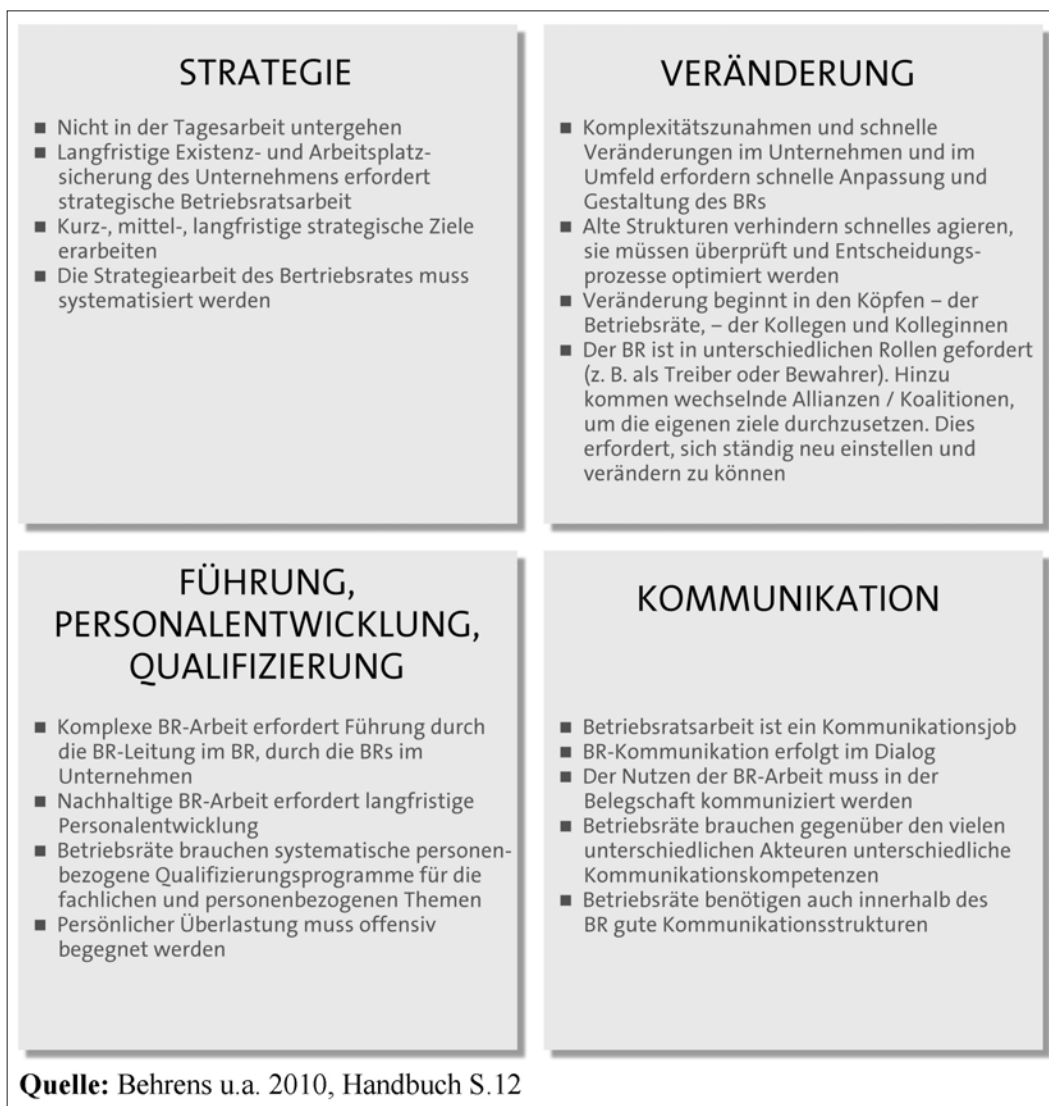 STRATEGIE
■ Nicht in der Tagesarbeit untergehen
■ Langfristige Existenz- und Arbeitsplatz-
sicherung des Unternehmens erfordert
strategische Betriebsratsarbeit
■ Kurz-, mittel-, langfristige strategische Ziele
erarbeiten
■ Die Strategiearbeit des Bertriebsrates muss
systematisiert werden
VERÄNDERUNG
■ Komplexitätszunahmen und schnelle
Veränderungen im Unternehmen und im
Umfeld erfordern schnelle Anpassung und
Gestaltung des BRs
■ Alte Strukturen verhindern schnelles agieren,
sie müssen überprüft und Entscheidungs-
prozesse optimiert werden
■ Veränderung beginnt in den Köpfen – der
Betriebsräte, – der Kollegen und Kolleginnen
■ Der BR ist in unterschiedlichen Rollen gefordert
(z. B. als Treiber oder Bewahrer). Hinzu
kommen wechselnde Allianzen / Koalitionen,
um die eigenen ziele durchzusetzen. Dies
erfordert, sich ständig neu einstellen und
verändern zu können
FÜHRUNG,
PERSONALENTWICKLUNG,
QUALIFIZIERUNG
■ Komplexe BR-Arbeit erfordert Führung durch
die BR-Leitung im BR, durch die BRs im
Unternehmen
■ Nachhaltige BR-Arbeit erfordert langfristige
Personalentwicklung
■ Betriebsräte brauchen systematische personen-
bezogene Qualifizierungsprogramme für die
fachlichen und personenbezogenen Themen
■ Persönlicher Überlastung muss offensiv
begegnet werden
KOMMUNIKATION
■ Betriebsratsarbeit ist ein Kommunikationsjob
■ BR-Kommunikation erfolgt im Dialog
■ Der Nutzen der BR-Arbeit muss in der
Belegschaft kommuniziert werden
■ Betriebsräte brauchen gegenüber den vielen
unterschiedlichen Akteuren unterschiedliche
Kommunikationskompetenzen
■ Betriebsräte benötigen auch innerhalb des
BR gute Kommunikationsstrukturen
Quelle: Behrens u.a. 2010, Handbuch S.12